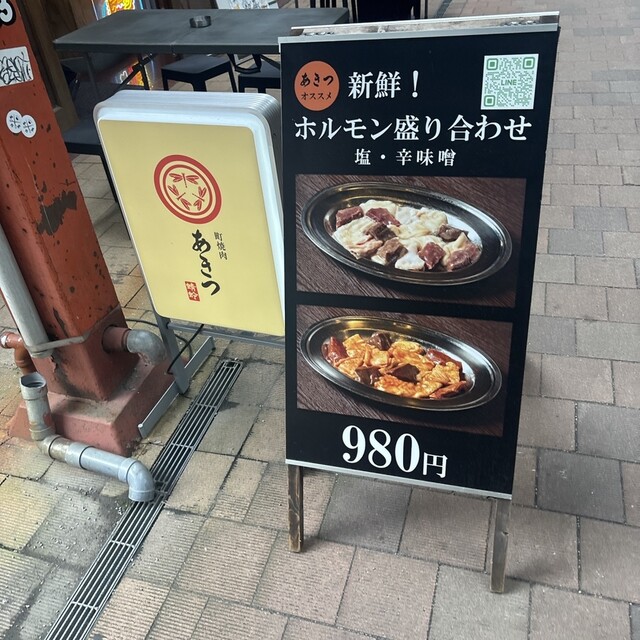 町焼肉
あきつ
あきつ
オススメ
新鮮！
LINE
ホルモン盛り合わせ
塩・辛味噌
980円